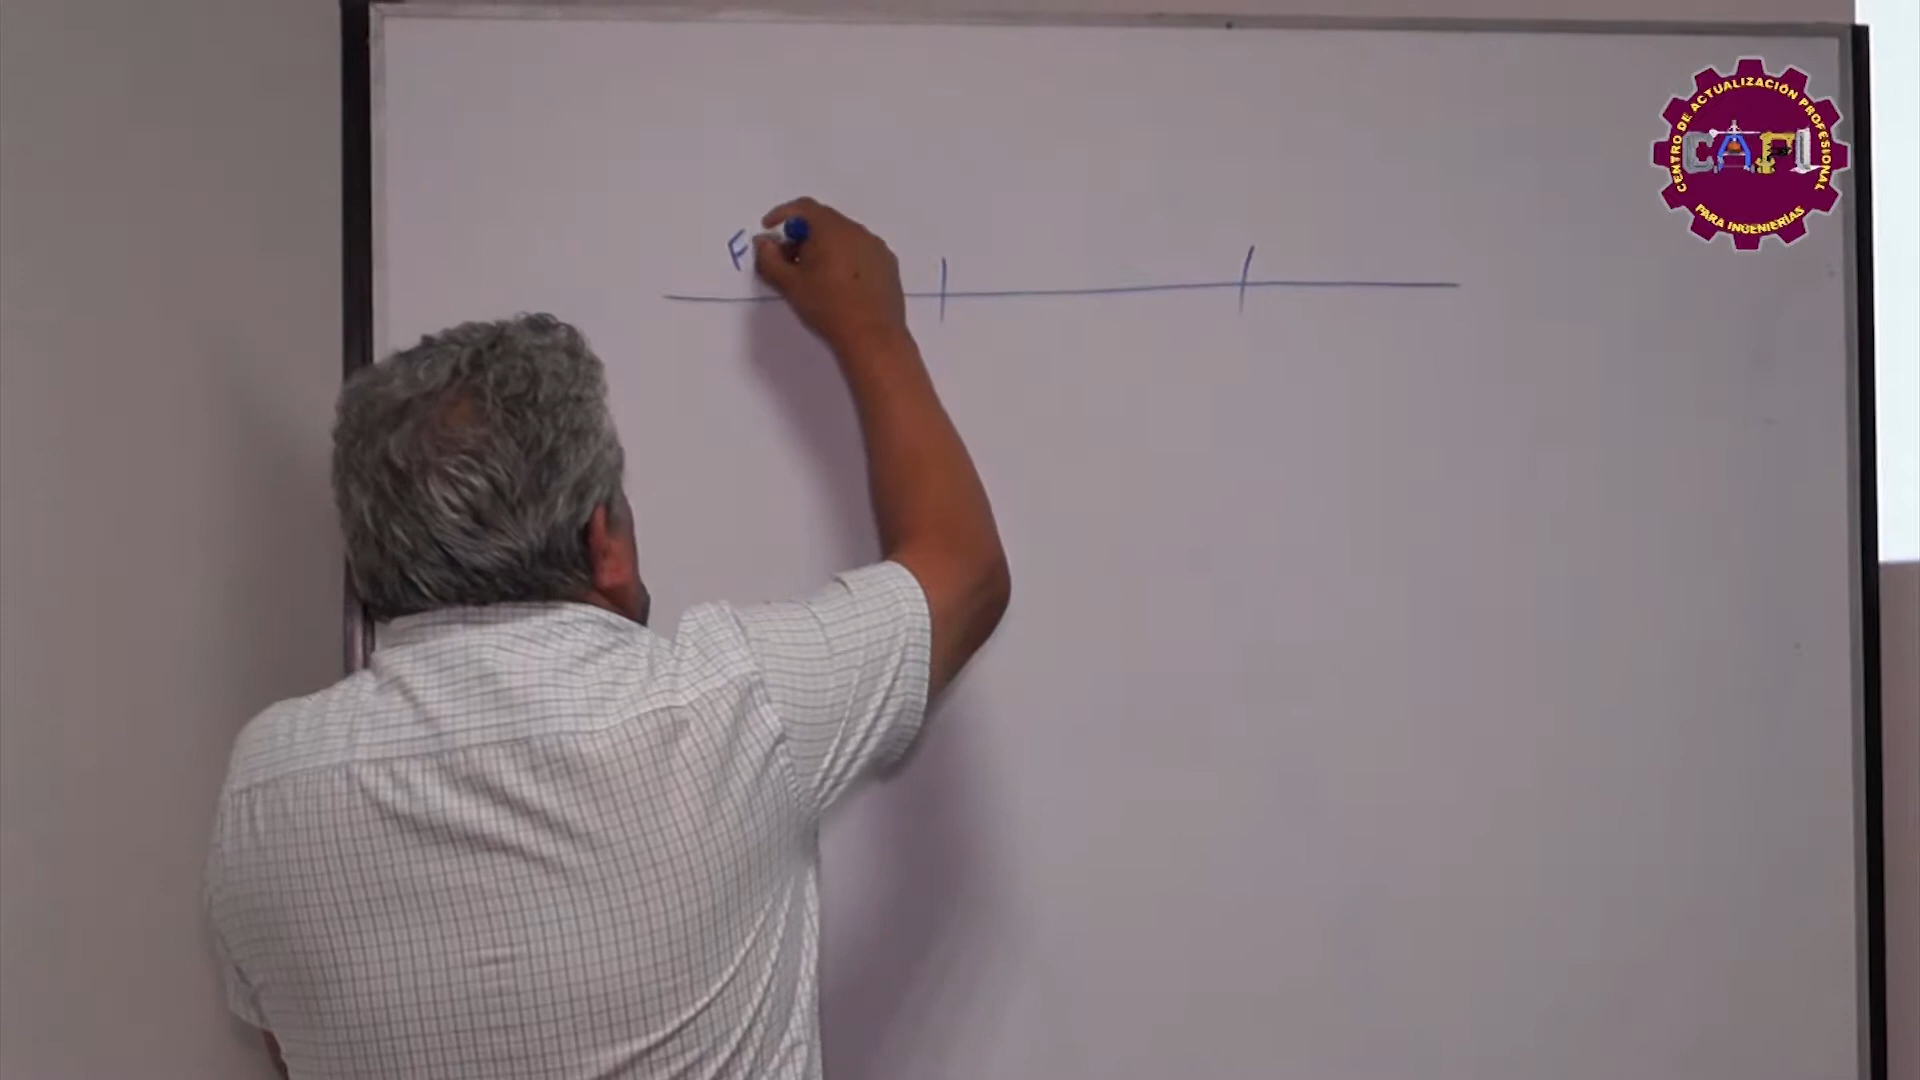 CENTRO DE ACTUALIZACIÓN PROFESIONAL
CAPI
PARA INGENIERÍAS
F